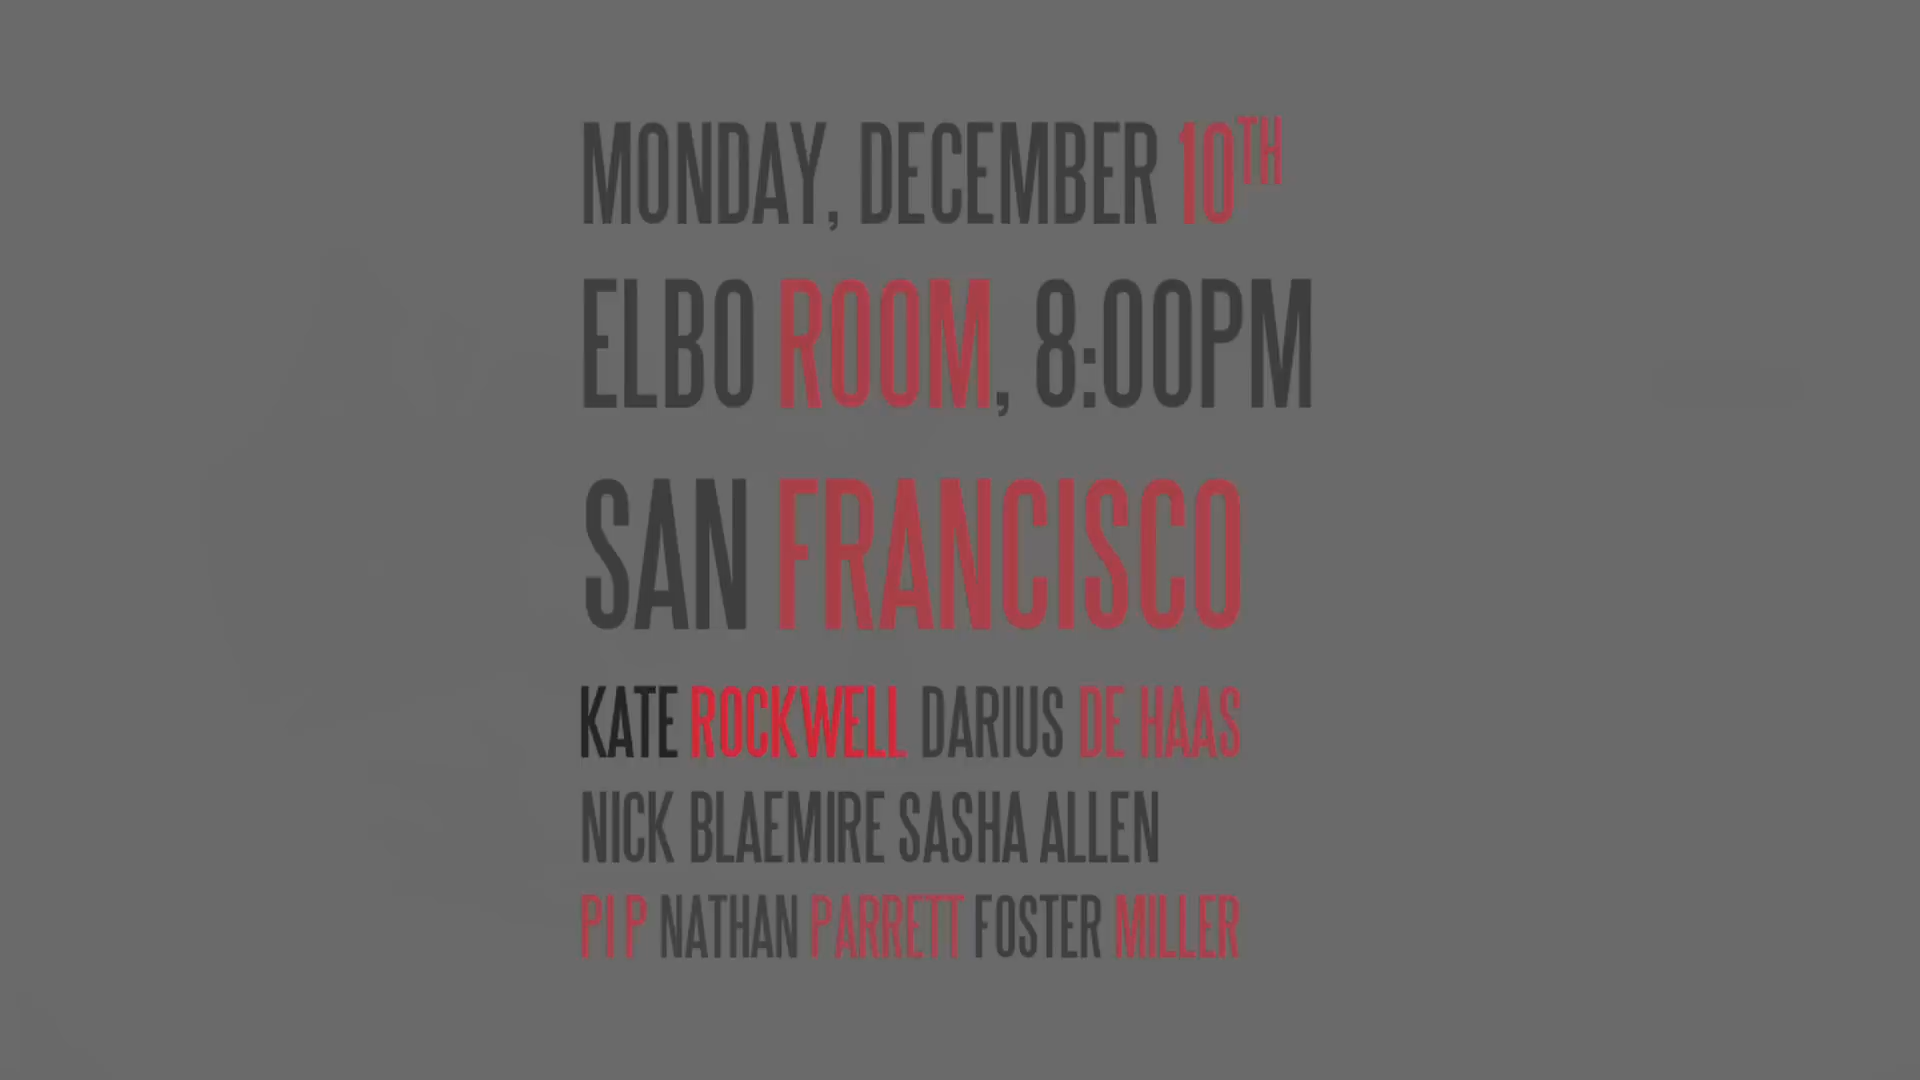 MONDAY, DECEMBER 10TH
ELBO ROOM, 8:00PM
SAN FRANCISCO
KATE ROCKWELL DARIUS DE HAAS
NICK BLAEMIRE SASHA ALLEN
PI P NATHAN PARRETT FOSTER MILLER